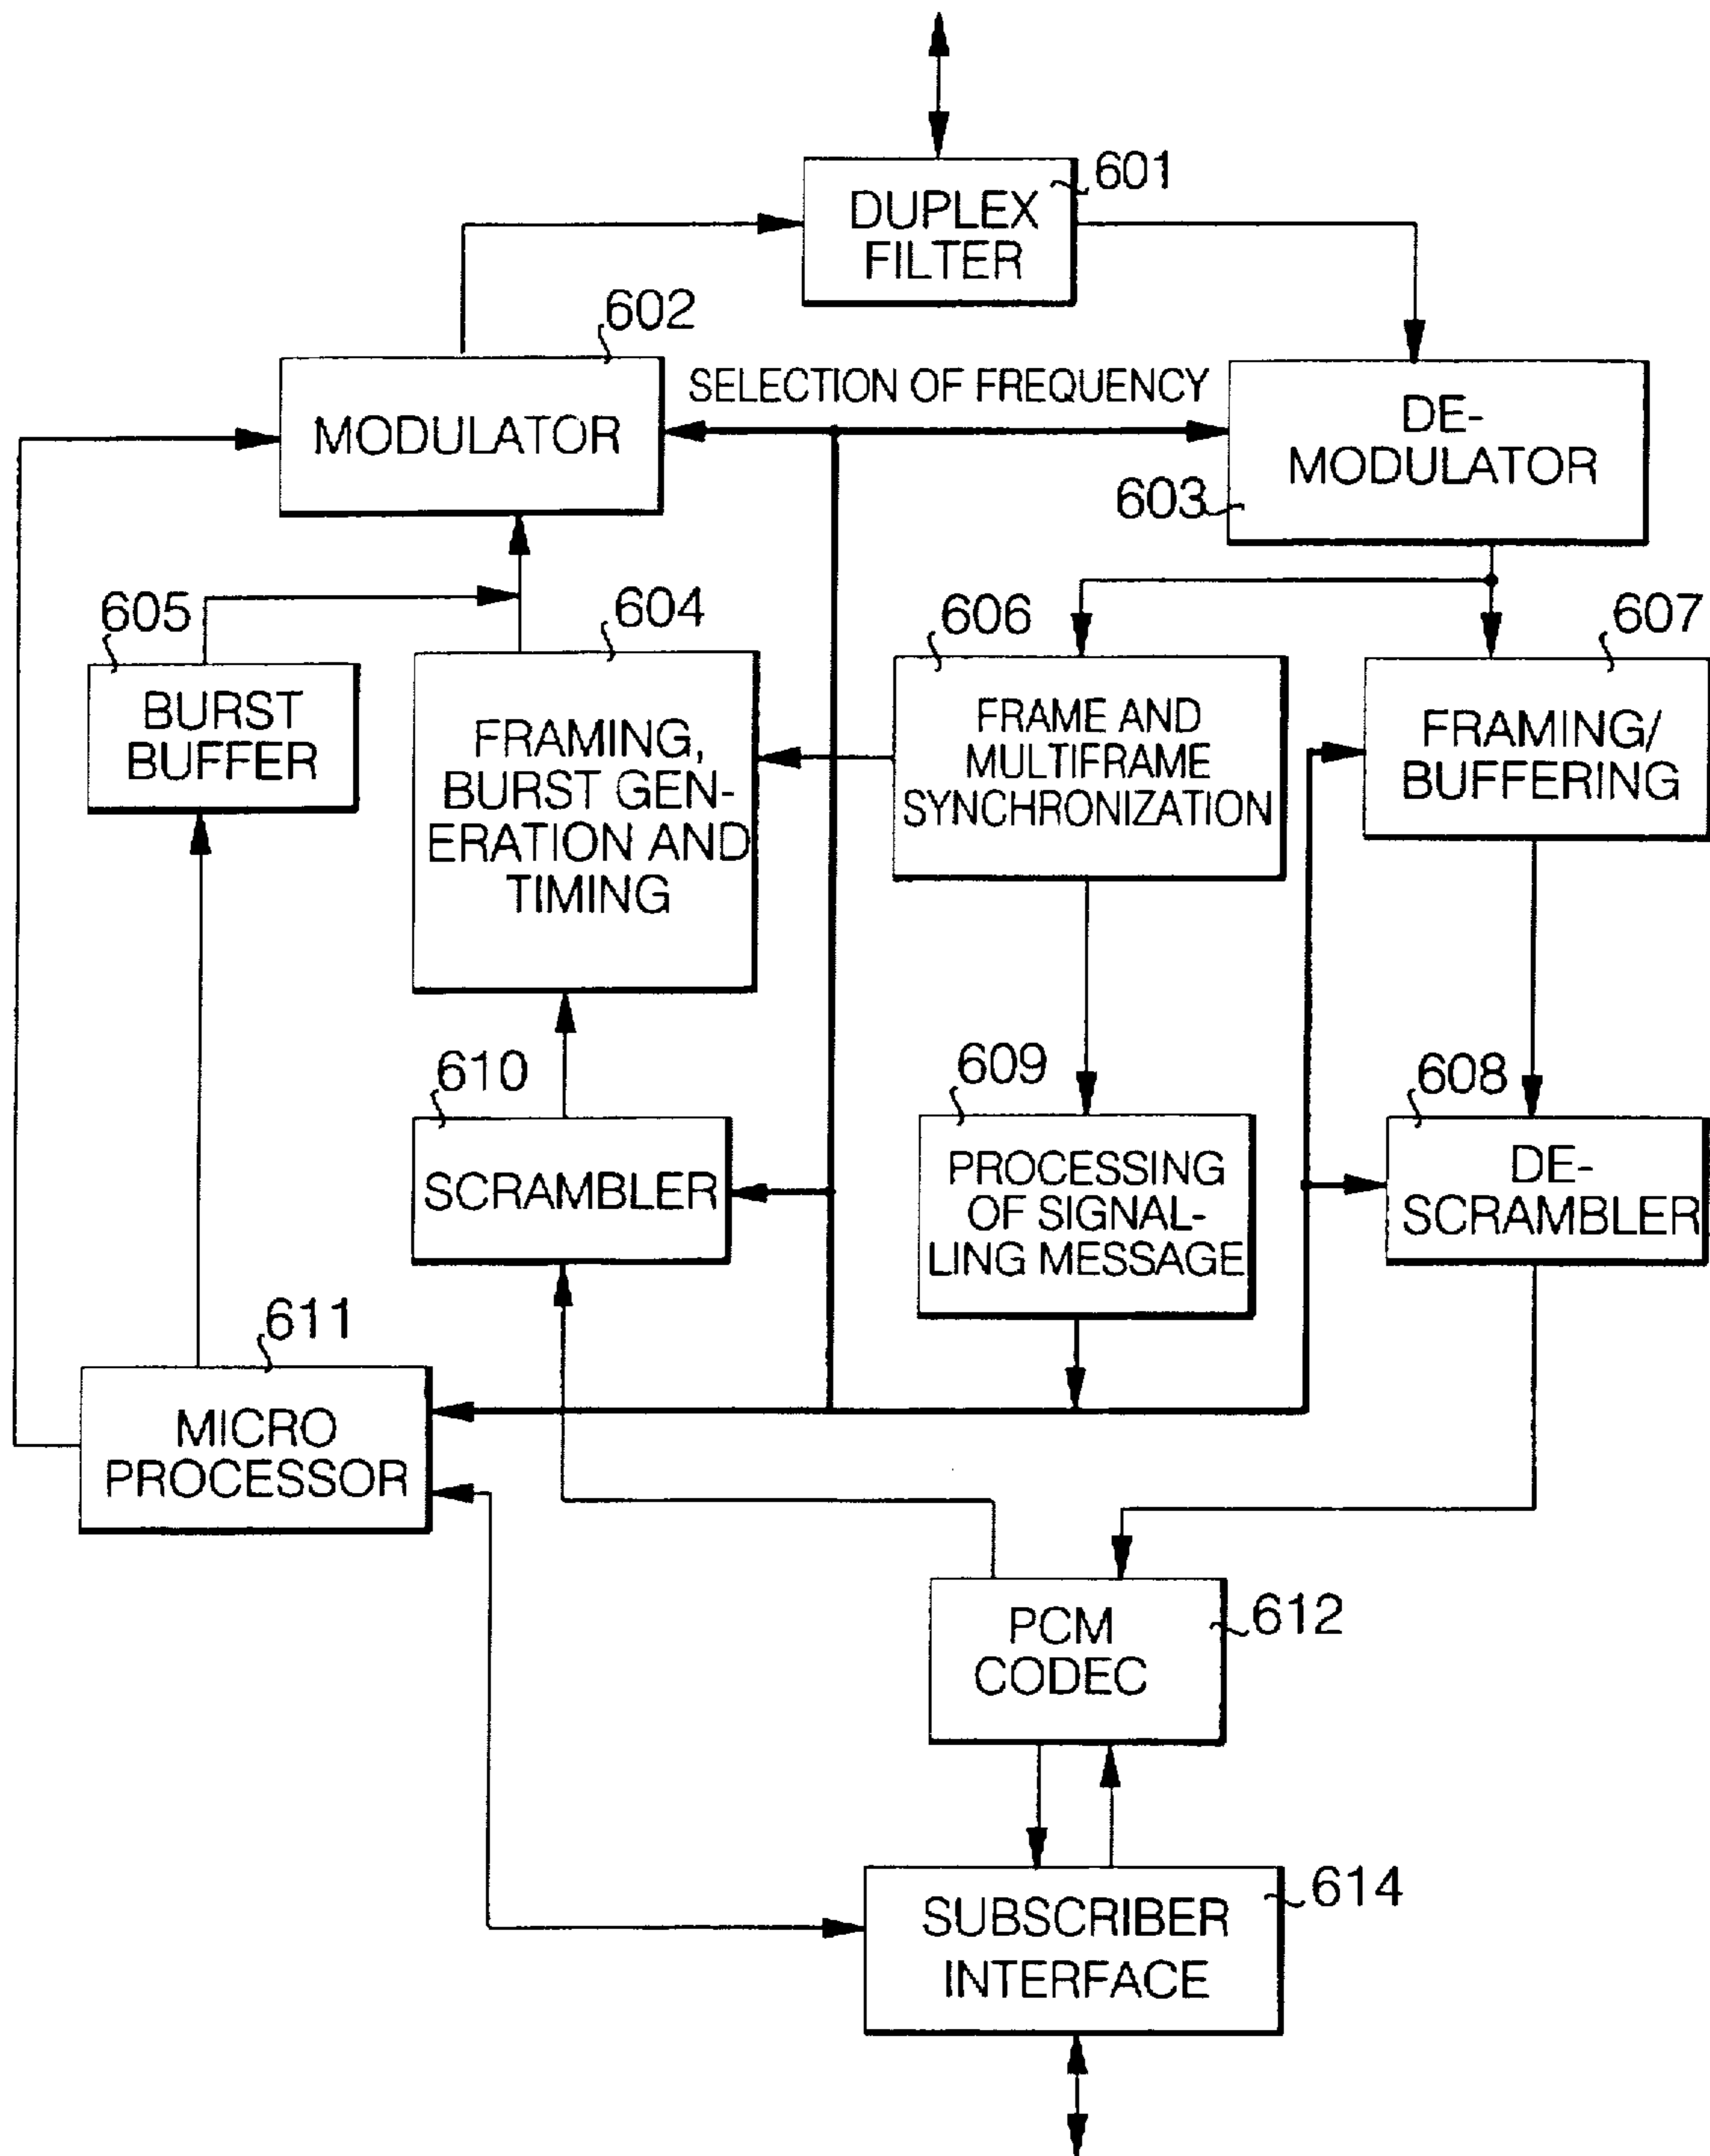 601
DUPLEX
FILTER
602
MODULATOR
SELECTION OF FREQUENCY
DE-
MODULATOR
603
605
BURST
BUFFER
604
FRAMING,
BURST GEN-
ERATION AND
TIMING
606
FRAME AND
MULTIFRAME
SYNCHRONIZATION
607
FRAMING/
BUFFERING
610
SCRAMBLER
609
PROCESSING
OF SIGNAL-
LING MESSAGE
608
DE-
SCRAMBLER
611
MICRO
PROCESSOR
PCM
CODEC
612
SUBSCRIBER
INTERFACE
614